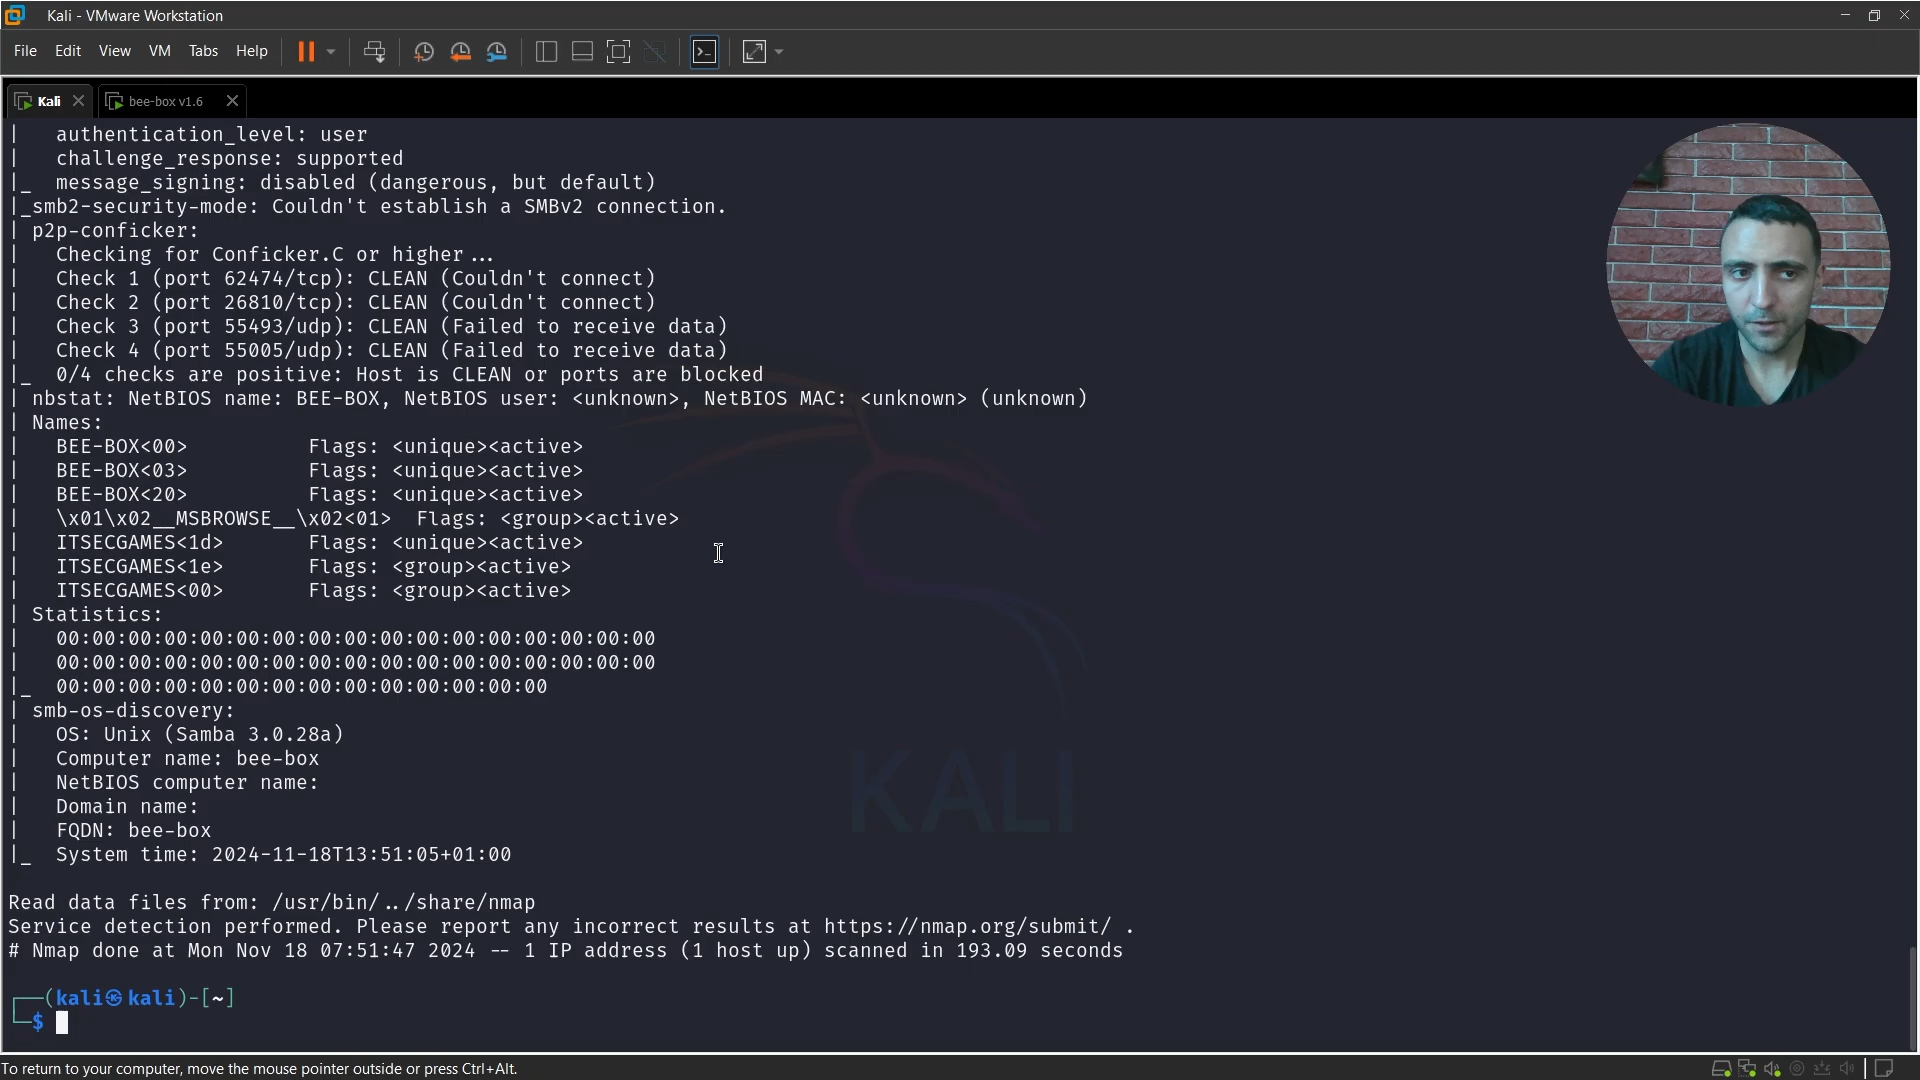 Kali - VMware Workstation
File Edit View VM Tabs Help
Kali bee-box v1.6
| authentication_level: user
| challenge_response: supported
|_ message_signing: disabled (dangerous, but default)
|_smb2-security-mode: Couldn't establish a SMBv2 connection.
| p2p-conficker:
| Checking for Conficker.C or higher...
| Check 1 (port 62474/tcp): CLEAN (Couldn't connect)
| Check 2 (port 26810/tcp): CLEAN (Couldn't connect)
| Check 3 (port 55493/udp): CLEAN (Failed to receive data)
| Check 4 (port 55005/udp): CLEAN (Failed to receive data)
|_ 0/4 checks are positive: Host is CLEAN or ports are blocked
| nbstat: NetBIOS name: BEE-BOX, NetBIOS user: <unknown>, NetBIOS MAC: <unknown> (unknown)
| Names:
| BEE-BOX<00> Flags: <unique><active>
| BEE-BOX<03> Flags: <unique><active>
| BEE-BOX<20> Flags: <unique><active>
| \x01\x02__MSBROWSE__\x02<01> Flags: <group><active>
| ITSECGAMES<1d> Flags: <unique><active>
| ITSECGAMES<1e> Flags: <group><active>
| ITSECGAMES<00> Flags: <group><active>
| Statistics:
| 00:00:00:00:00:00:00:00:00:00:00:00:00:00:00:00:00
| 00:00:00:00:00:00:00:00:00:00:00:00:00:00:00:00:00
|_ 00:00:00:00:00:00:00:00:00:00:00:00:00:00
| smb-os-discovery:
| OS: Unix (Samba 3.0.28a)
| Computer name: bee-box
| NetBIOS computer name:
| Domain name:
| FQDN: bee-box
|_ System time: 2024-11-18T13:51:05+01:00
Read data files from: /usr/bin/../share/nmap
Service detection performed. Please report any incorrect results at https://nmap.org/submit/ .
# Nmap done at Mon Nov 18 07:51:47 2024 -- 1 IP address (1 host up) scanned in 193.09 seconds
┌──(kali㉿kali)-[~]
└─$
KALI
To return to your computer, move the mouse pointer outside or press Ctrl+Alt.